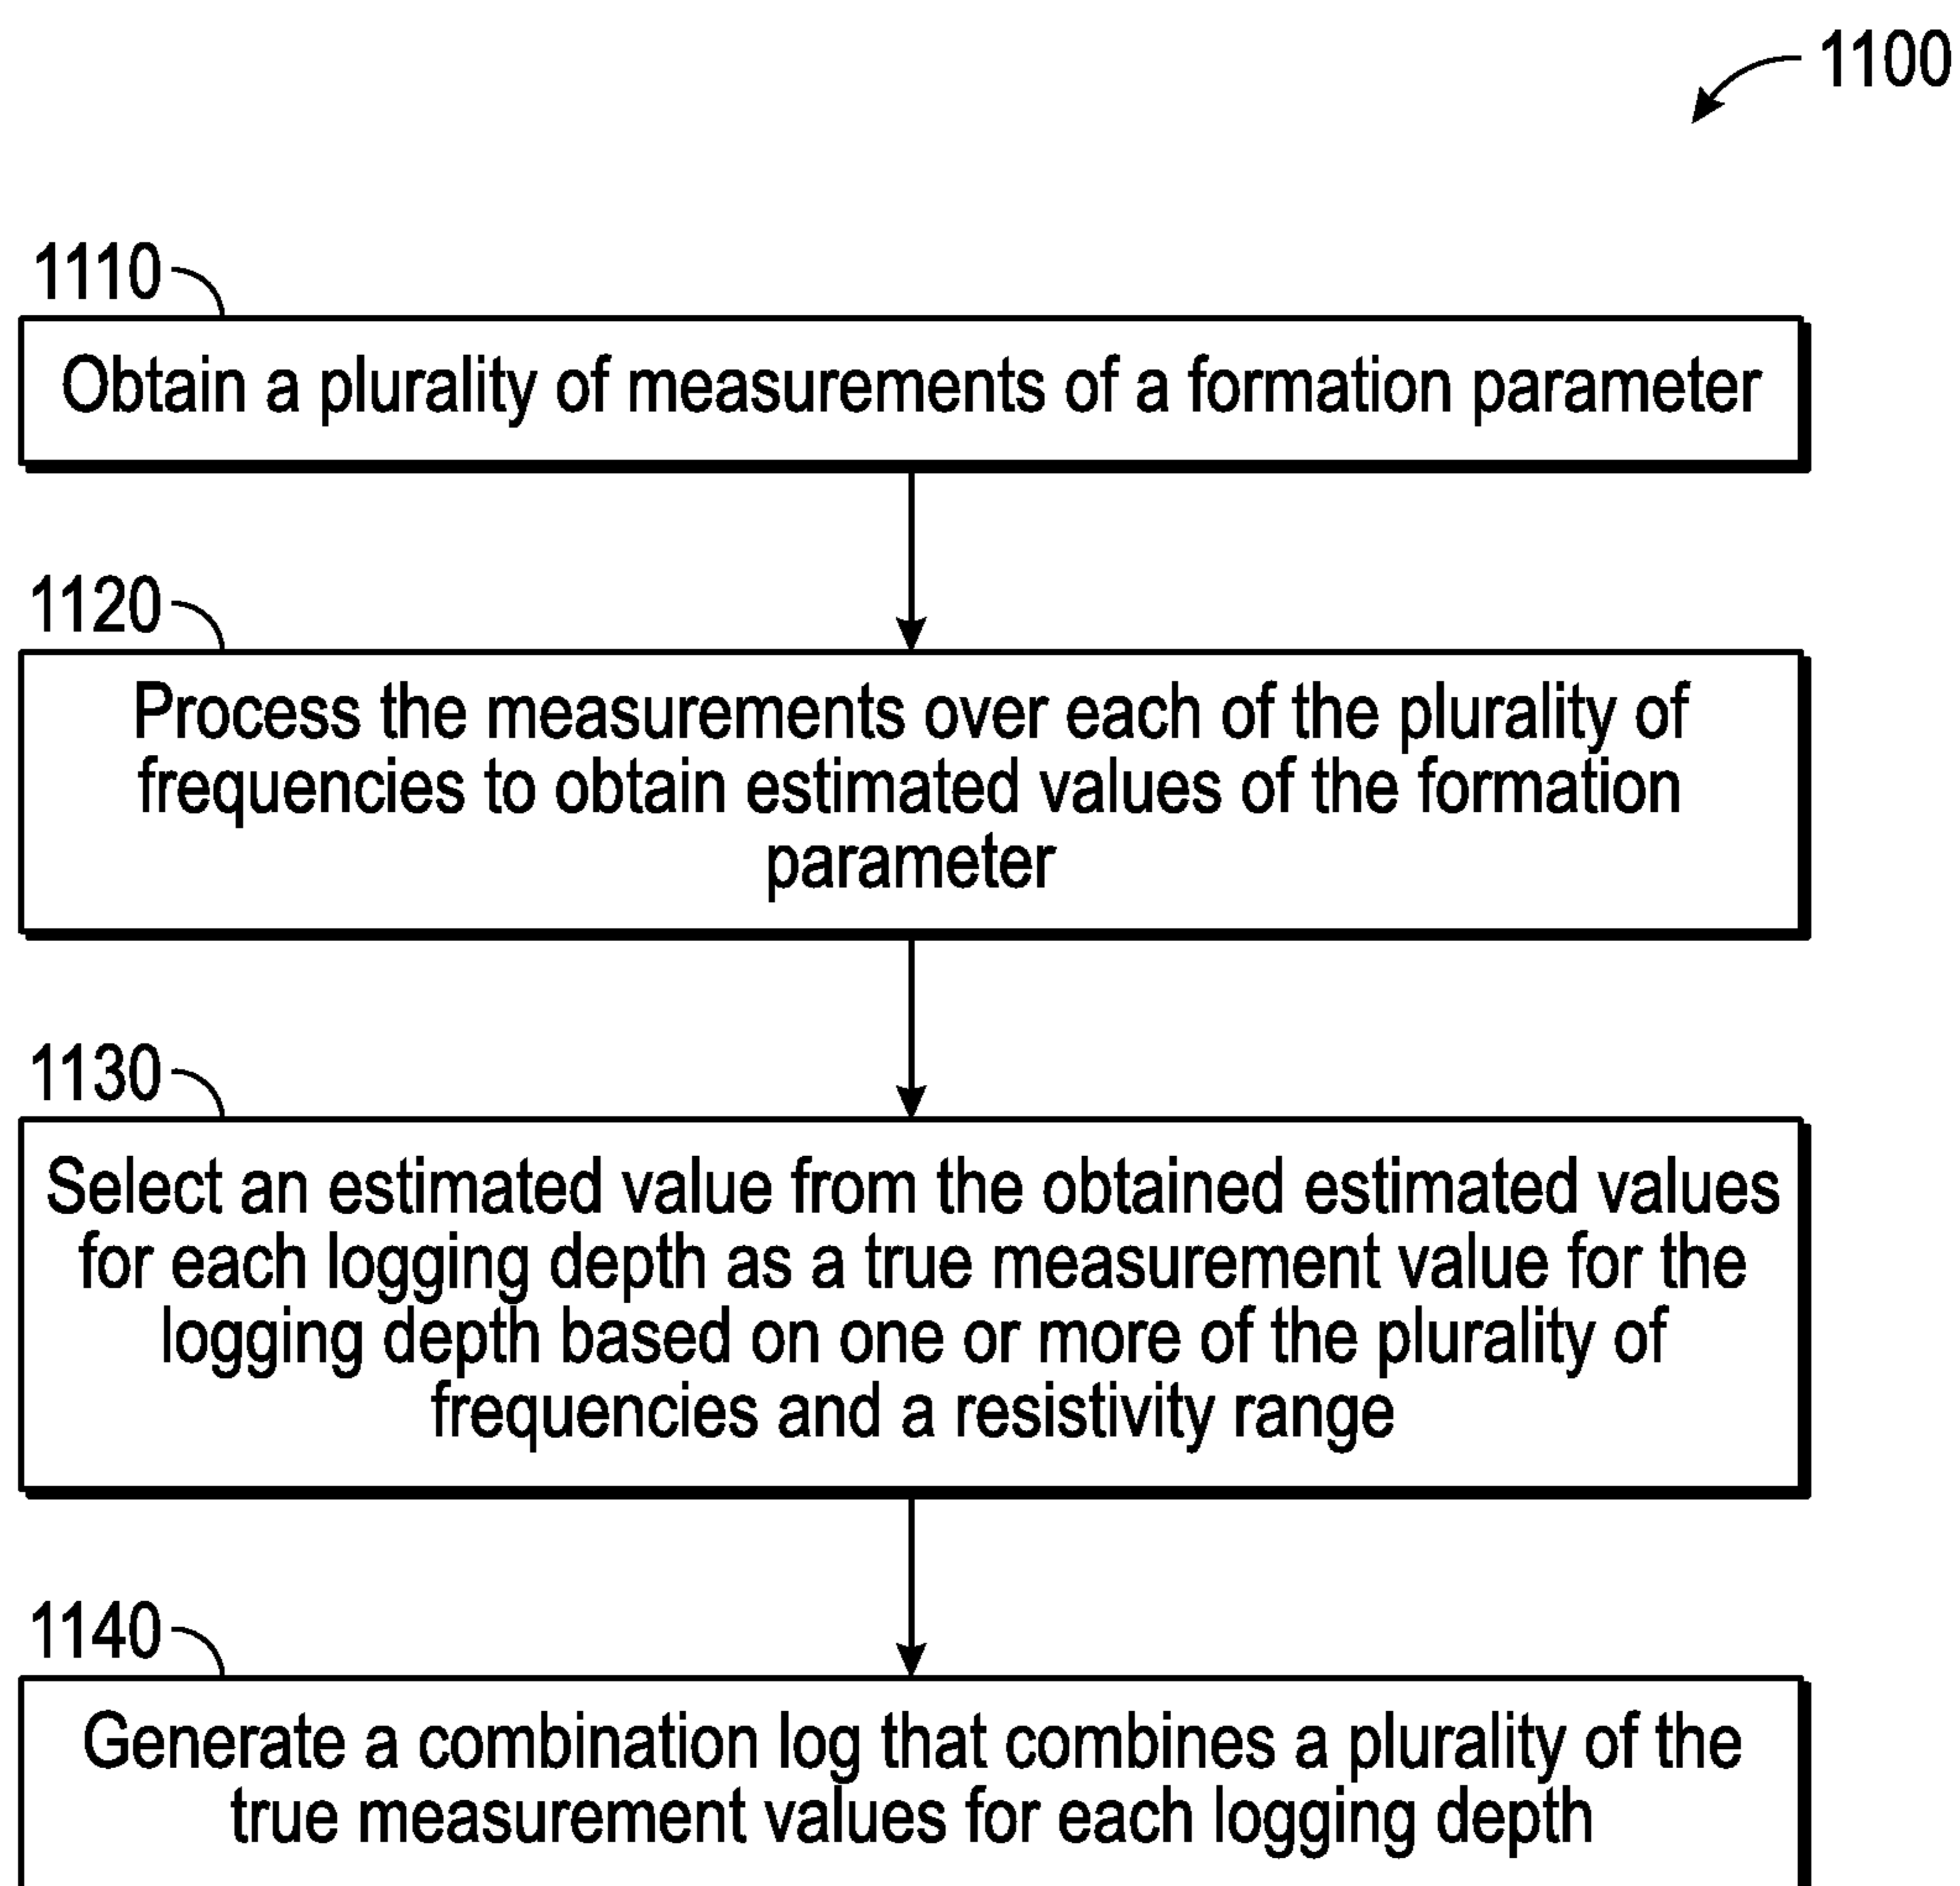 1100
1110
Obtain a plurality of measurements of a formation parameter
1120
Process the measurements over each of the plurality of
frequencies to obtain estimated values of the formation
parameter
1130
Select an estimated value from the obtained estimated values
for each logging depth as a true measurement value for the
logging depth based on one or more of the plurality of
frequencies and a resistivity range
1140
Generate a combination log that combines a plurality of the
true measurement values for each logging depth